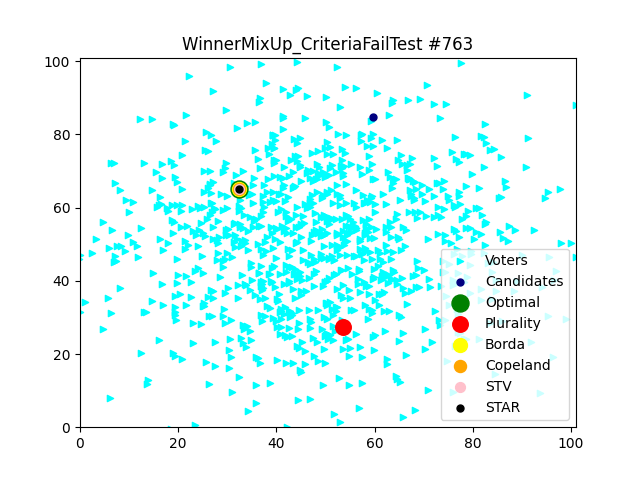 WinnerMixUp_CriteriaFailTest #763
100
80
60
40
20
0
0
20
40
60
80
100
Voters
Candidates
Optimal
Plurality
Borda
Copeland
STV
STAR